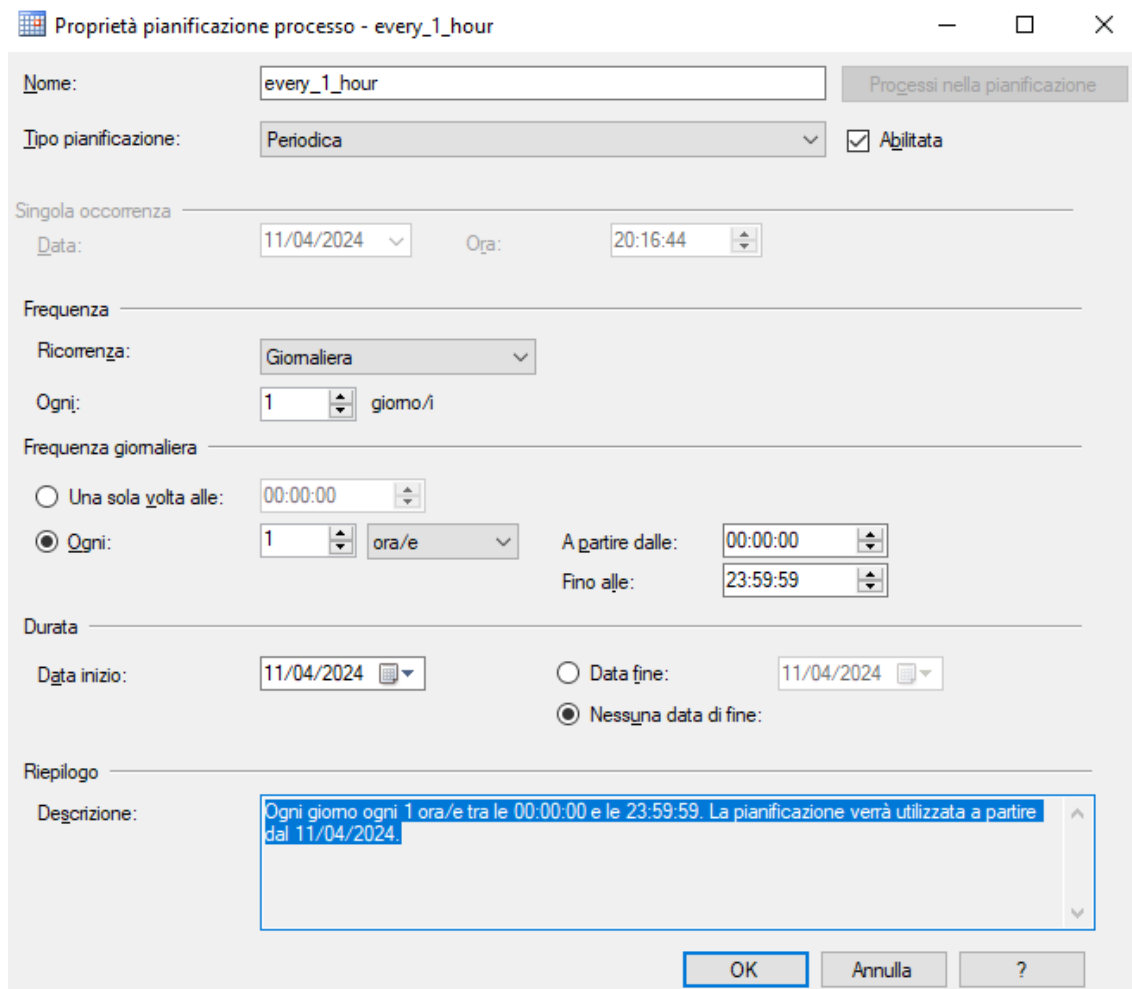 Proprietà pianificazione processo - every_1_hour
Nome: every_1_hour Processi nella pianificazione
Tipo pianificazione: Periodica Abilitata
Singola occorrenza
Data: 11/04/2024 Ora: 20:16:44
Frequenza
Ricorrenza: Giornaliera
Ogni: 1 giorno/i
Frequenza giornaliera
Una sola volta alle: 00:00:00
Ogni: 1 ora/e A partire dalle: 00:00:00
Fino alle: 23:59:59
Durata
Data inizio: 11/04/2024 Data fine: 11/04/2024
Nessuna data di fine:
Riepilogo
Descrizione: Ogni giorno ogni 1 ora/e tra le 00:00:00 e le 23:59:59. La pianificazione verrà utilizzata a partire
dal 11/04/2024.
OK Annulla ?